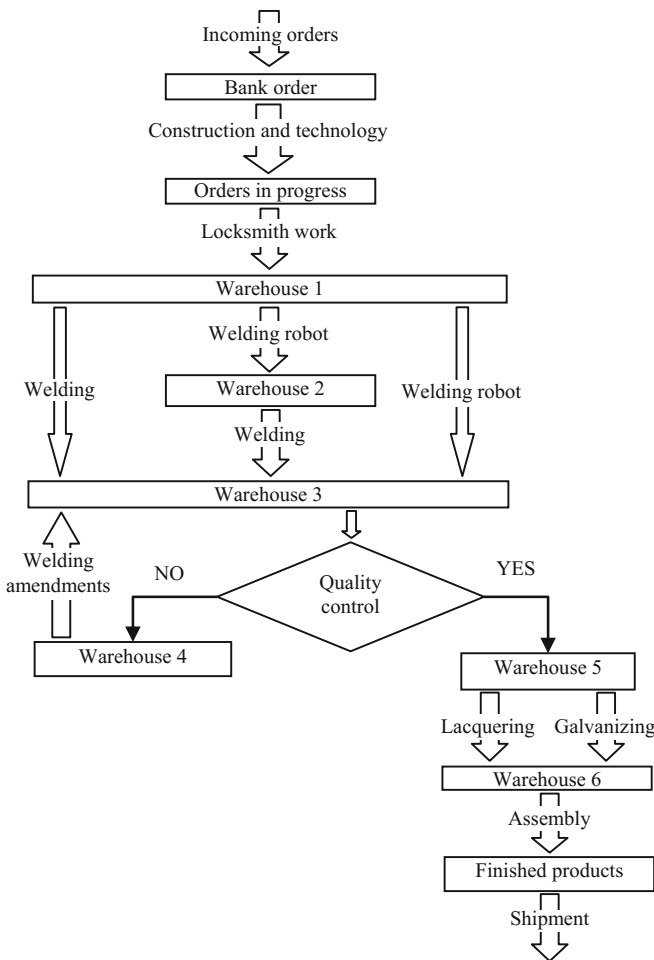 Incoming orders
Bank order
Construction and technology
Orders in progress
Locksmith work
Warehouse 1
Welding robot
Welding
Warehouse 2
Welding robot
Welding
Warehouse 3
Welding
amendments
NO
Quality
control
YES
Warehouse 4
Warehouse 5
Lacquering
Galvanizing
Warehouse 6
Assembly
Finished products
Shipment